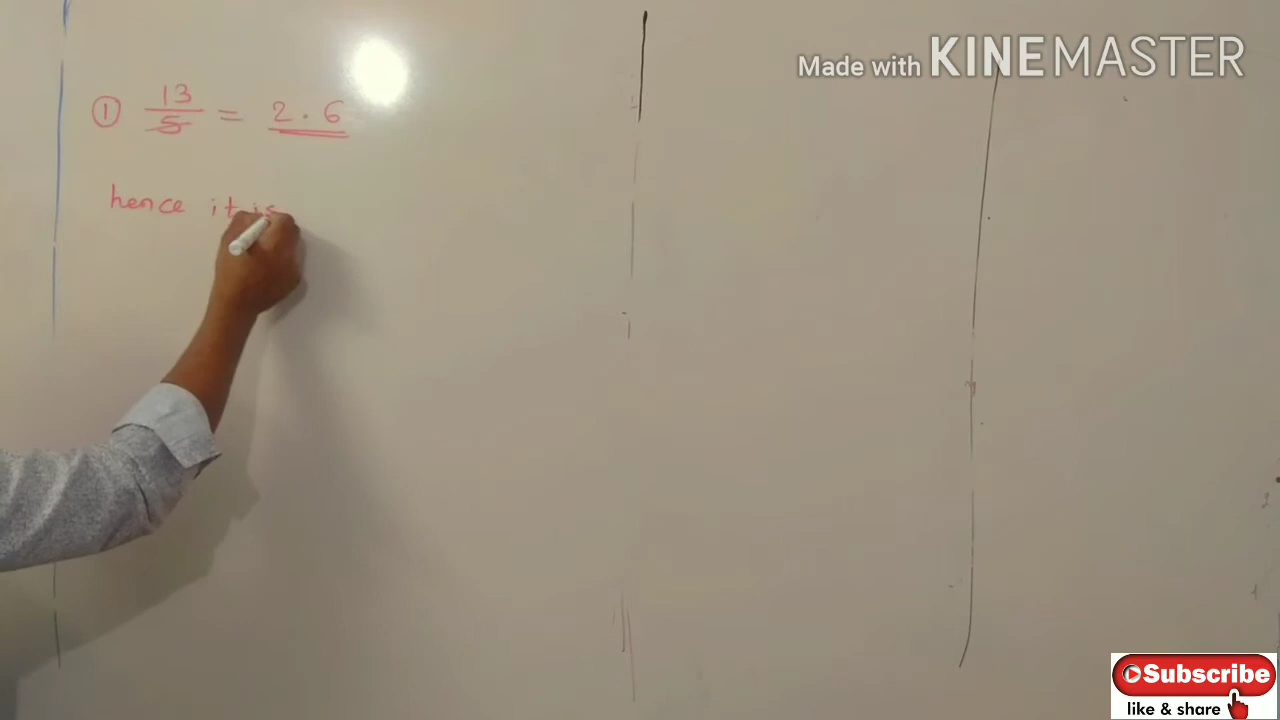 Made with KINEMASTER
① 13/5 = 2.6
hence it is
Subscribe
like & share